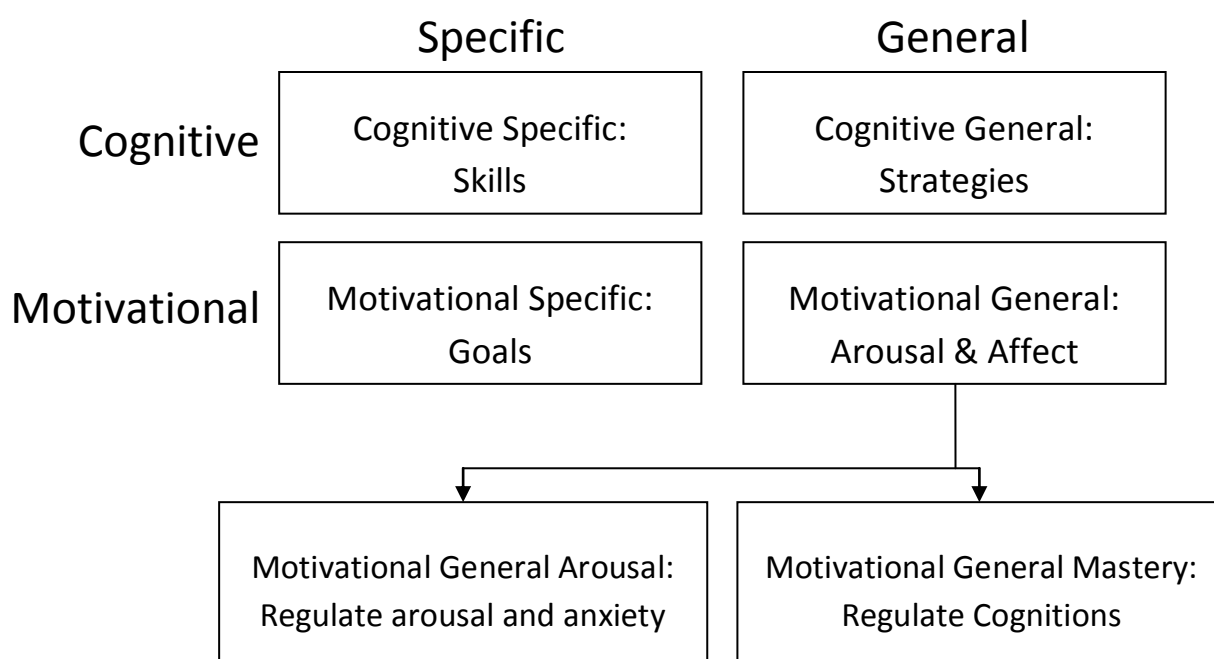 Specific
General
Cognitive
Cognitive Specific:
Skills
Cognitive General:
Strategies
Motivational
Motivational Specific:
Goals
Motivational General:
Arousal & Affect
Motivational General Arousal:
Regulate arousal and anxiety
Motivational General Mastery:
Regulate Cognitions